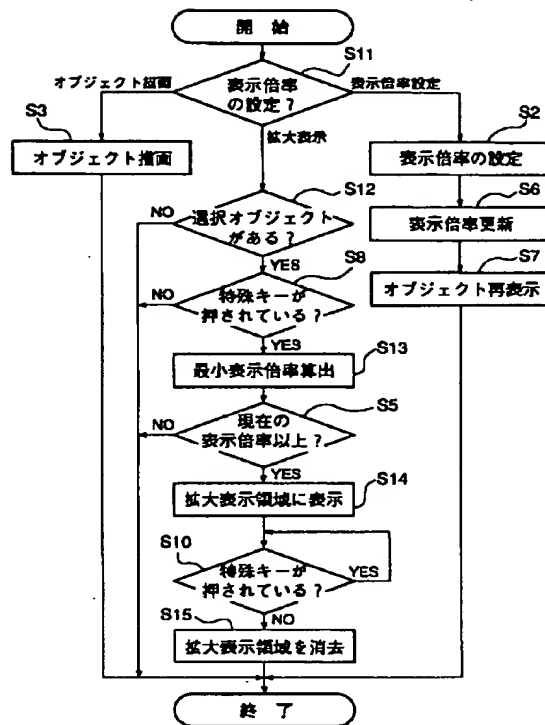 開始
S11
オブジェクト描画
表示倍率
の設定?
表示倍率設定
S3
オブジェクト描画
拡大表示
S2
表示倍率の設定
S12
NO
選択オブジェクト
がある?
S6
表示倍率更新
YES
S8
NO
特殊キーが
押されている?
S7
オブジェクト再表示
YES
S13
最小表示倍率算出
S5
NO
現在の
表示倍率以上?
YES
S14
拡大表示領域に表示
S10
特殊キーが
押されている?
YES
NO
S15
拡大表示領域を消去
終了